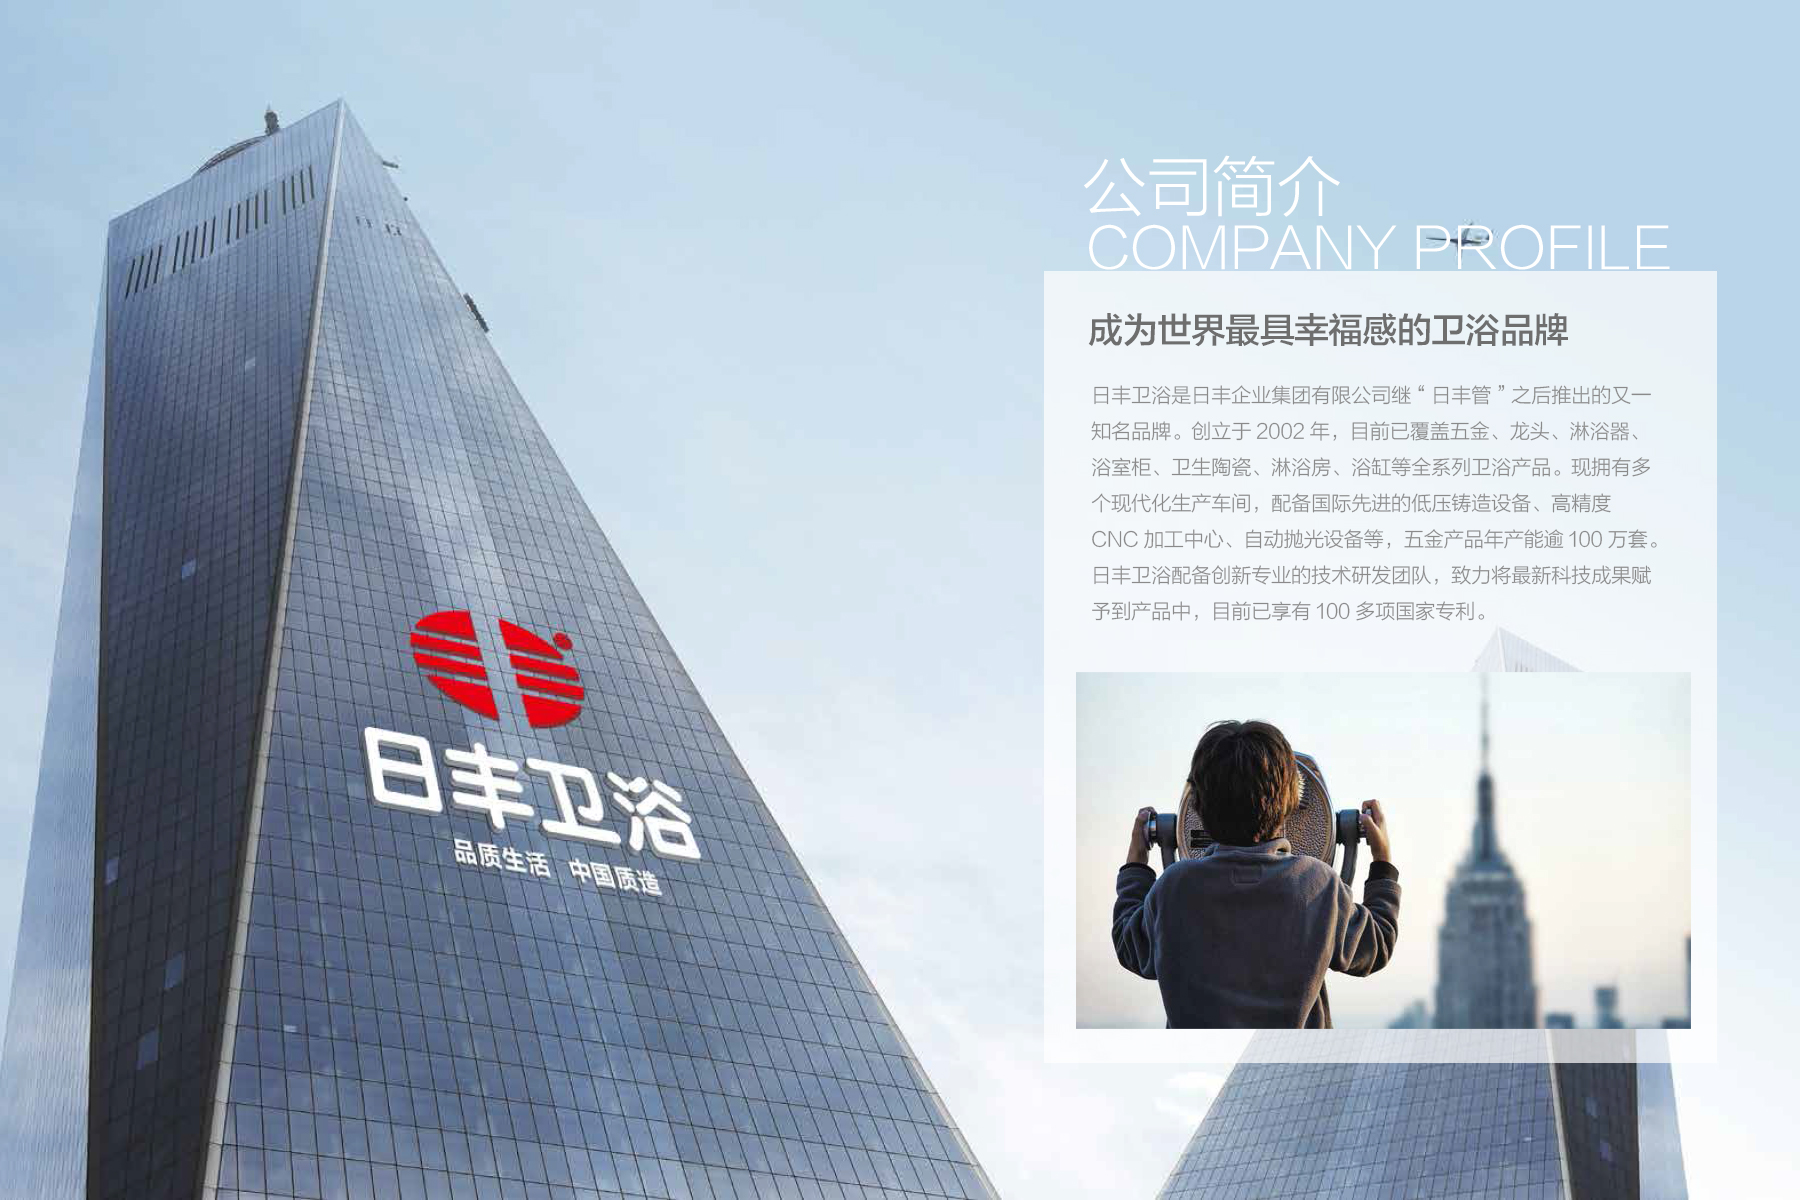 公司简介
COMPANY PROFILE
成为世界最具幸福感的卫浴品牌
日丰卫浴是日丰企业集团有限公司继“日丰管”之后推出的又一
知名品牌。创立于 2002 年，目前已覆盖五金、龙头、淋浴器、
浴室柜、卫生陶瓷、淋浴房、浴缸等全系列卫浴产品。现拥有多
个现代化生产车间，配备国际先进的低压铸造设备、高精度
CNC 加工中心、自动抛光设备等，五金产品年产能逾 100 万套。
日丰卫浴配备创新专业的技术研发团队，致力将最新科技成果赋
予到产品中，目前已享有 100 多项国家专利。
日丰卫浴
品质生活 中国质造